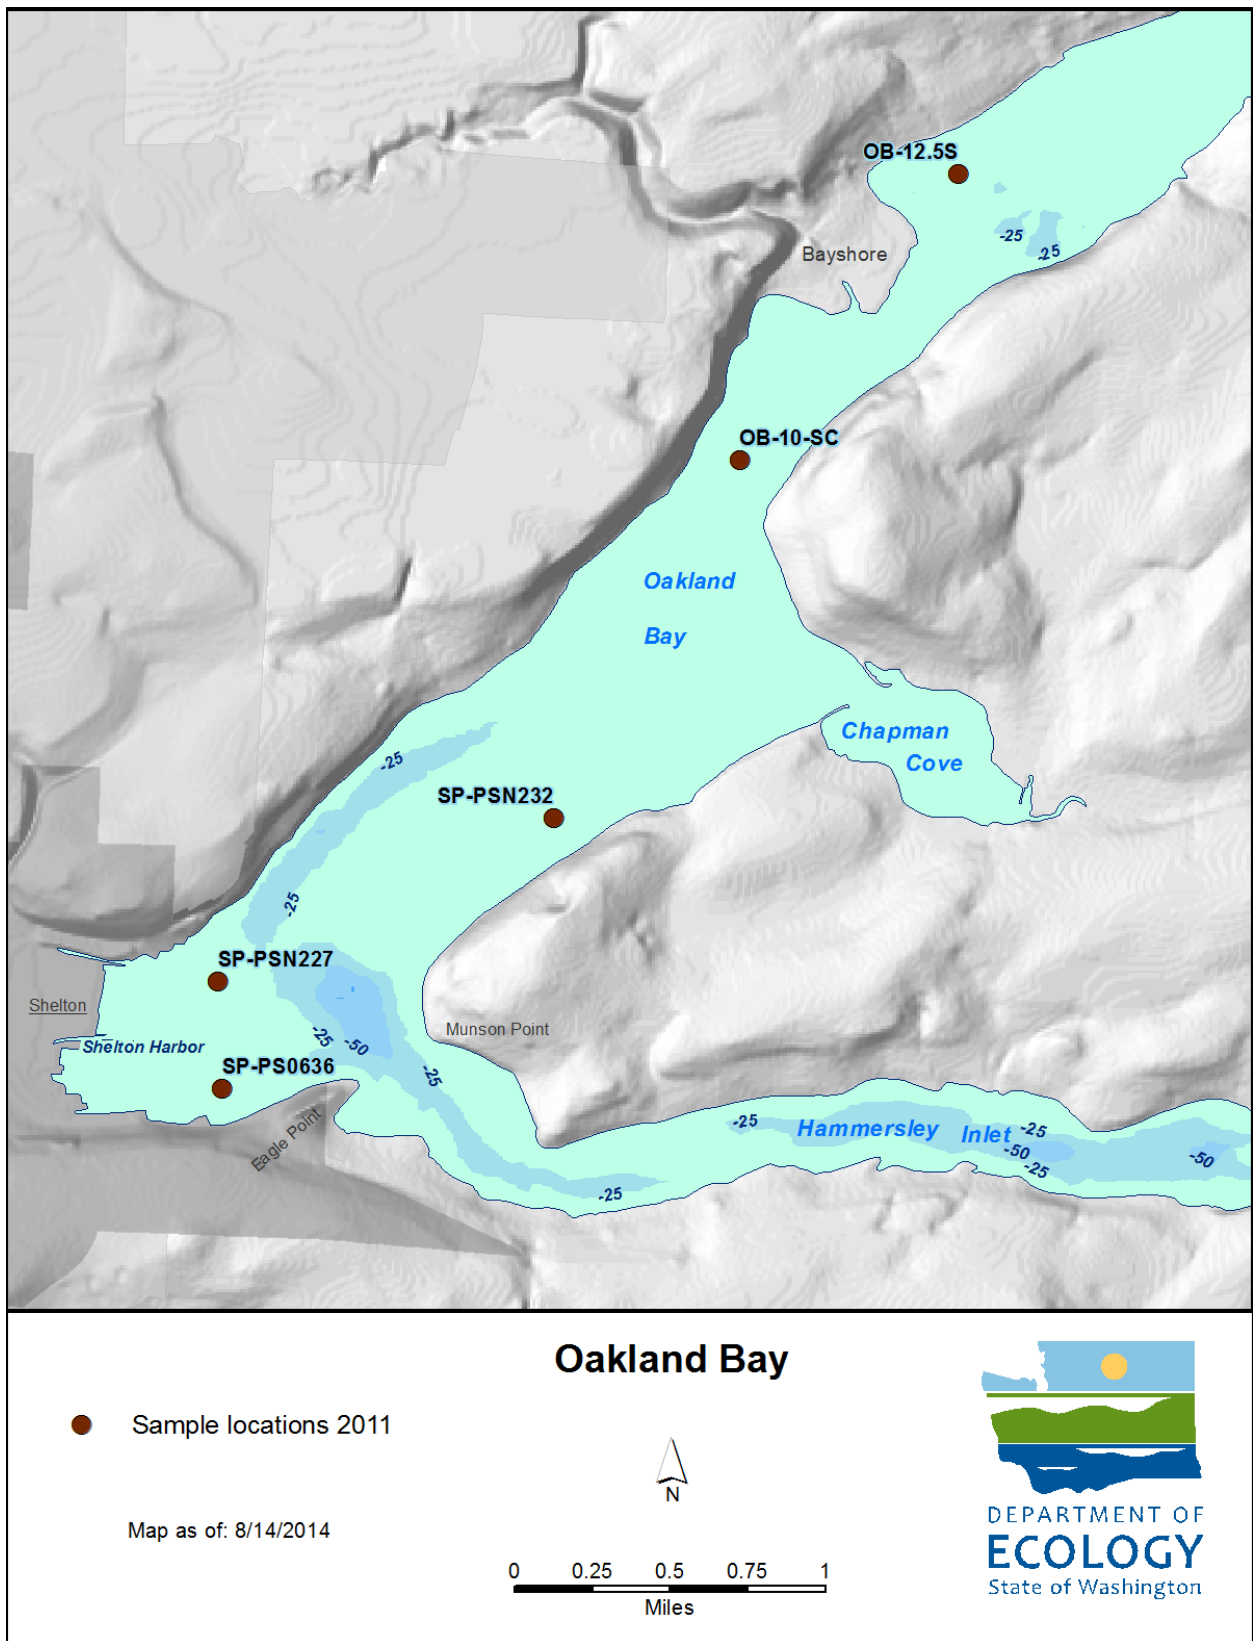 OB-12.5S
-25
-25
Bayshore
OB-10-SC
Oakland
Bay
Chapman
Cove
-25
SP-PSN232
-25
SP-PSN227
Shelton
Munson Point
-25
-50
Shelton Harbor
SP-PS0636
-25
Eagle Point
-25
Hammersley Inlet
-25
-50
-25
-50
-25
Oakland Bay
Sample locations 2011
N
Map as of: 8/14/2014
0 0.25 0.5 0.75 1
Miles
DEPARTMENT OF
ECOLOGY
State of Washington